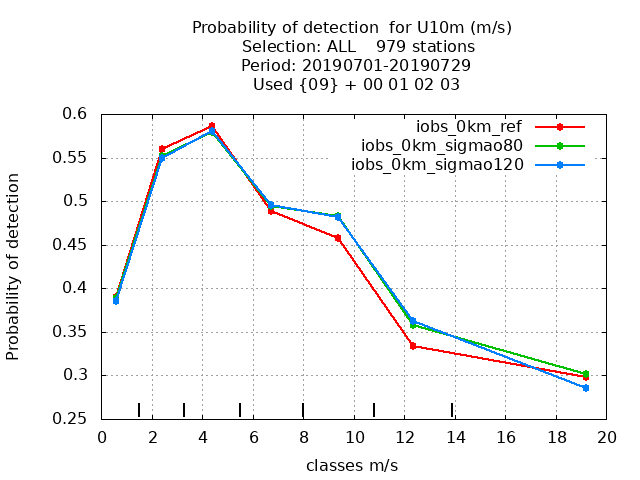 Probability of detection  for U10m (m/s)
Selection: ALL    979 stations
Period: 20190701-20190729
Used {09} + 00 01 02 03
iobs_0km_ref
iobs_0km_sigmao80
iobs_0km_sigmao120
Probability of detection
0.6
0.55
0.5
0.45
0.4
0.35
0.3
0.25
0 2 4 6 8 10 12 14 16 18 20
classes m/s